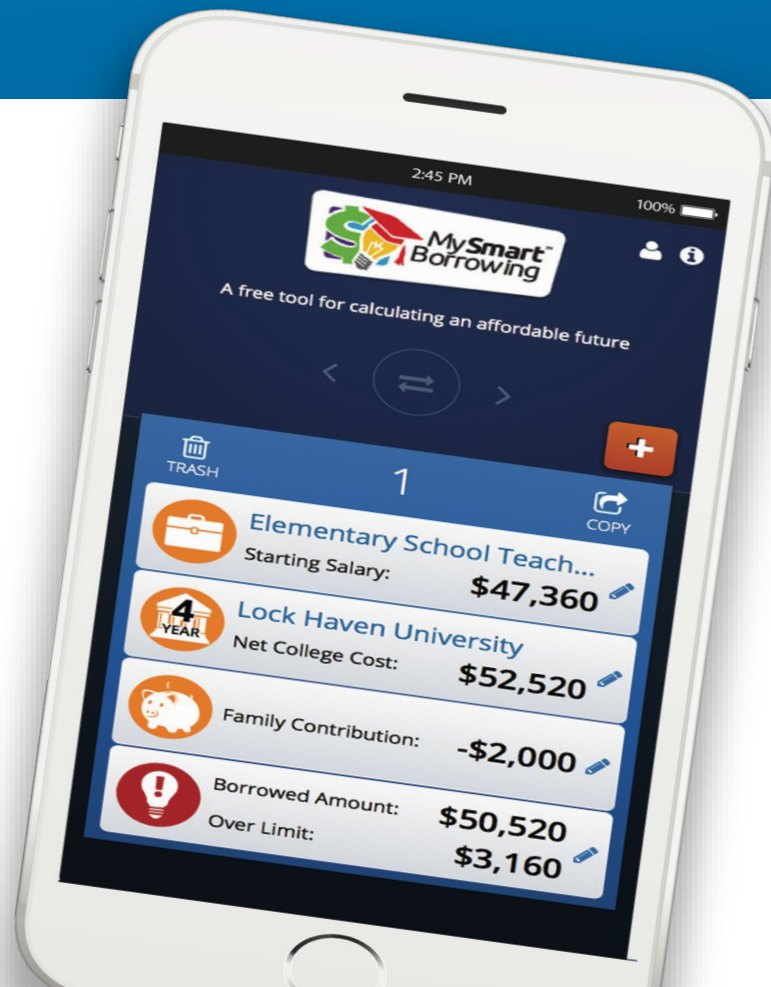 2:45 PM
100%
My Smart™
Borrowing
A free tool for calculating an affordable future
TRASH
1
COPY
Elementary School Teach...
Starting Salary:
$47,360
4
YEAR
Lock Haven University
Net College Cost:
$52,520
Family Contribution:
-$2,000
Borrowed Amount:
$50,520
Over Limit:
$3,160